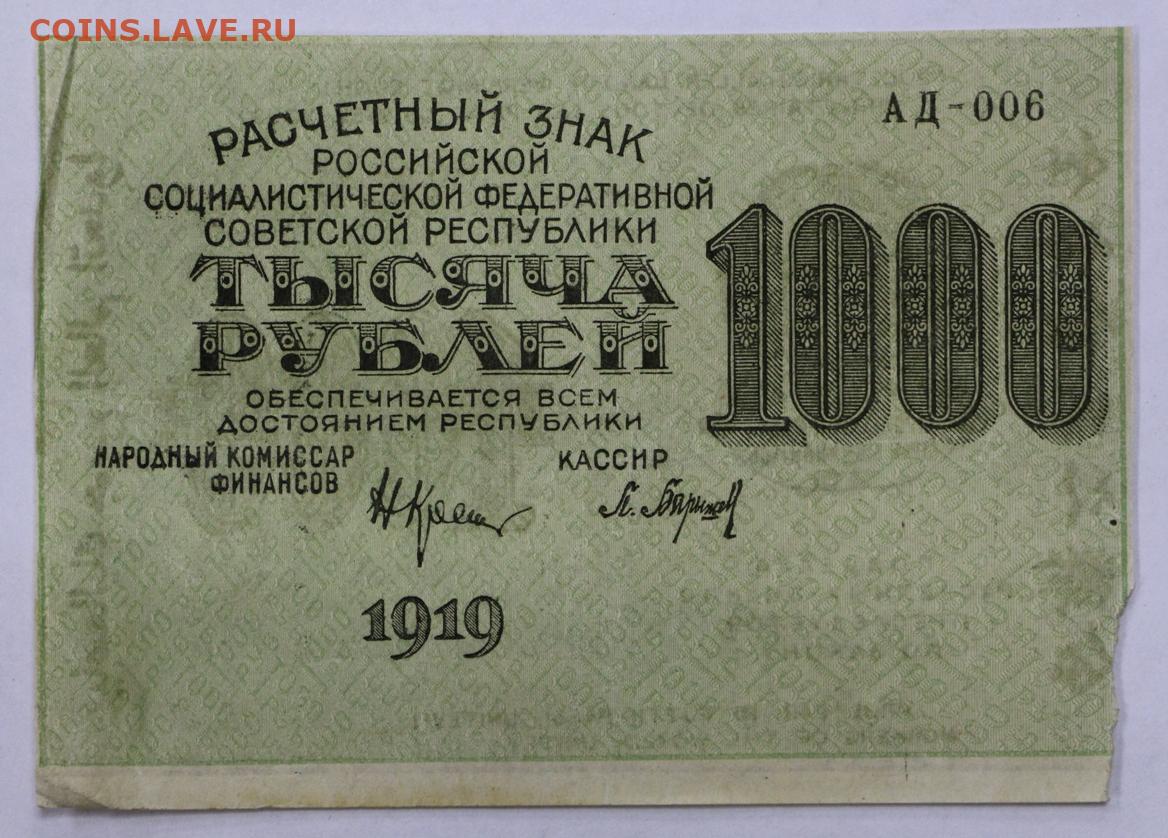 COINS.LAVE.RU
АД-006
РАСЧЕТНЫЙ ЗНАК
РОССИЙСКОЙ
СОЦИАЛИСТИЧЕСКОЙ ФЕДЕРАТИВНОЙ
СОВЕТСКОЙ РЕСПУБЛИКИ
ТЫСЯЧА
РУБЛЕЙ
1000
ОБЕСПЕЧИВАЕТСЯ ВСЕМ
ДОСТОЯНИЕМ РЕСПУБЛИКИ
НАРОДНЫЙ КОМИССАР
ФИНАНСОВ
КАССИР
1919